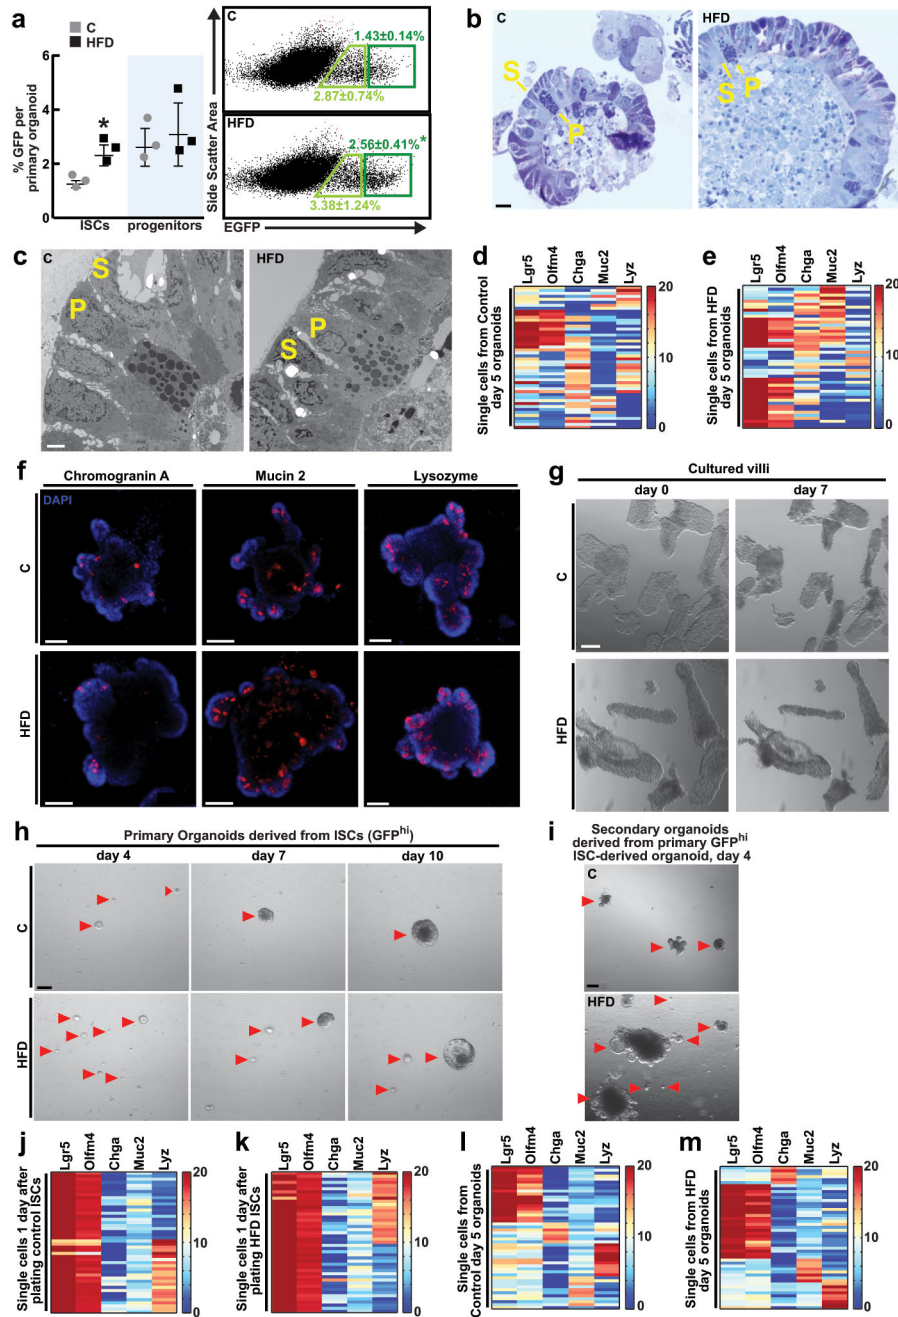 a
C
HFD
% GFP per
primary organoid
6
4
2
0
*
ISCs
progenitors
Side Scatter Area
C
1.43±0.14%
2.87±0.74%
HFD
2.56±0.41%*
3.38±1.24%
EGFP
b
C
HFD
S
P
S
P
c
C
HFD
S
P
P
S
d
Lgr5
Olfm4
Chga
Muc2
Lyz
Single cells from Control
day 5 organoids
20
10
0
e
Lgr5
Olfm4
Chga
Muc2
Lyz
Single cells from HFD
day 5 organoids
20
10
0
f
Chromogranin A
Mucin 2
Lysozyme
DAPI
C
HFD
g
Cultured villi
day 0
day 7
C
HFD
h
Primary Organoids derived from ISCs (GFPhi)
day 4
day 7
day 10
C
HFD
i
Secondary organoids
derived from primary GFPhi
ISC-derived organoid, day 4
C
HFD
j
Lgr5
Olfm4
Chga
Muc2
Lyz
Single cells 1 day after
plating control ISCs
20
10
0
k
Lgr5
Olfm4
Chga
Muc2
Lyz
Single cells 1 day after
plating HFD ISCs
20
10
0
l
Lgr5
Olfm4
Chga
Muc2
Lyz
Single cells from
Control day 5 organoids
20
10
0
m
Lgr5
Olfm4
Chga
Muc2
Lyz
Single cells from HFD
day 5 organoids
20
10
0